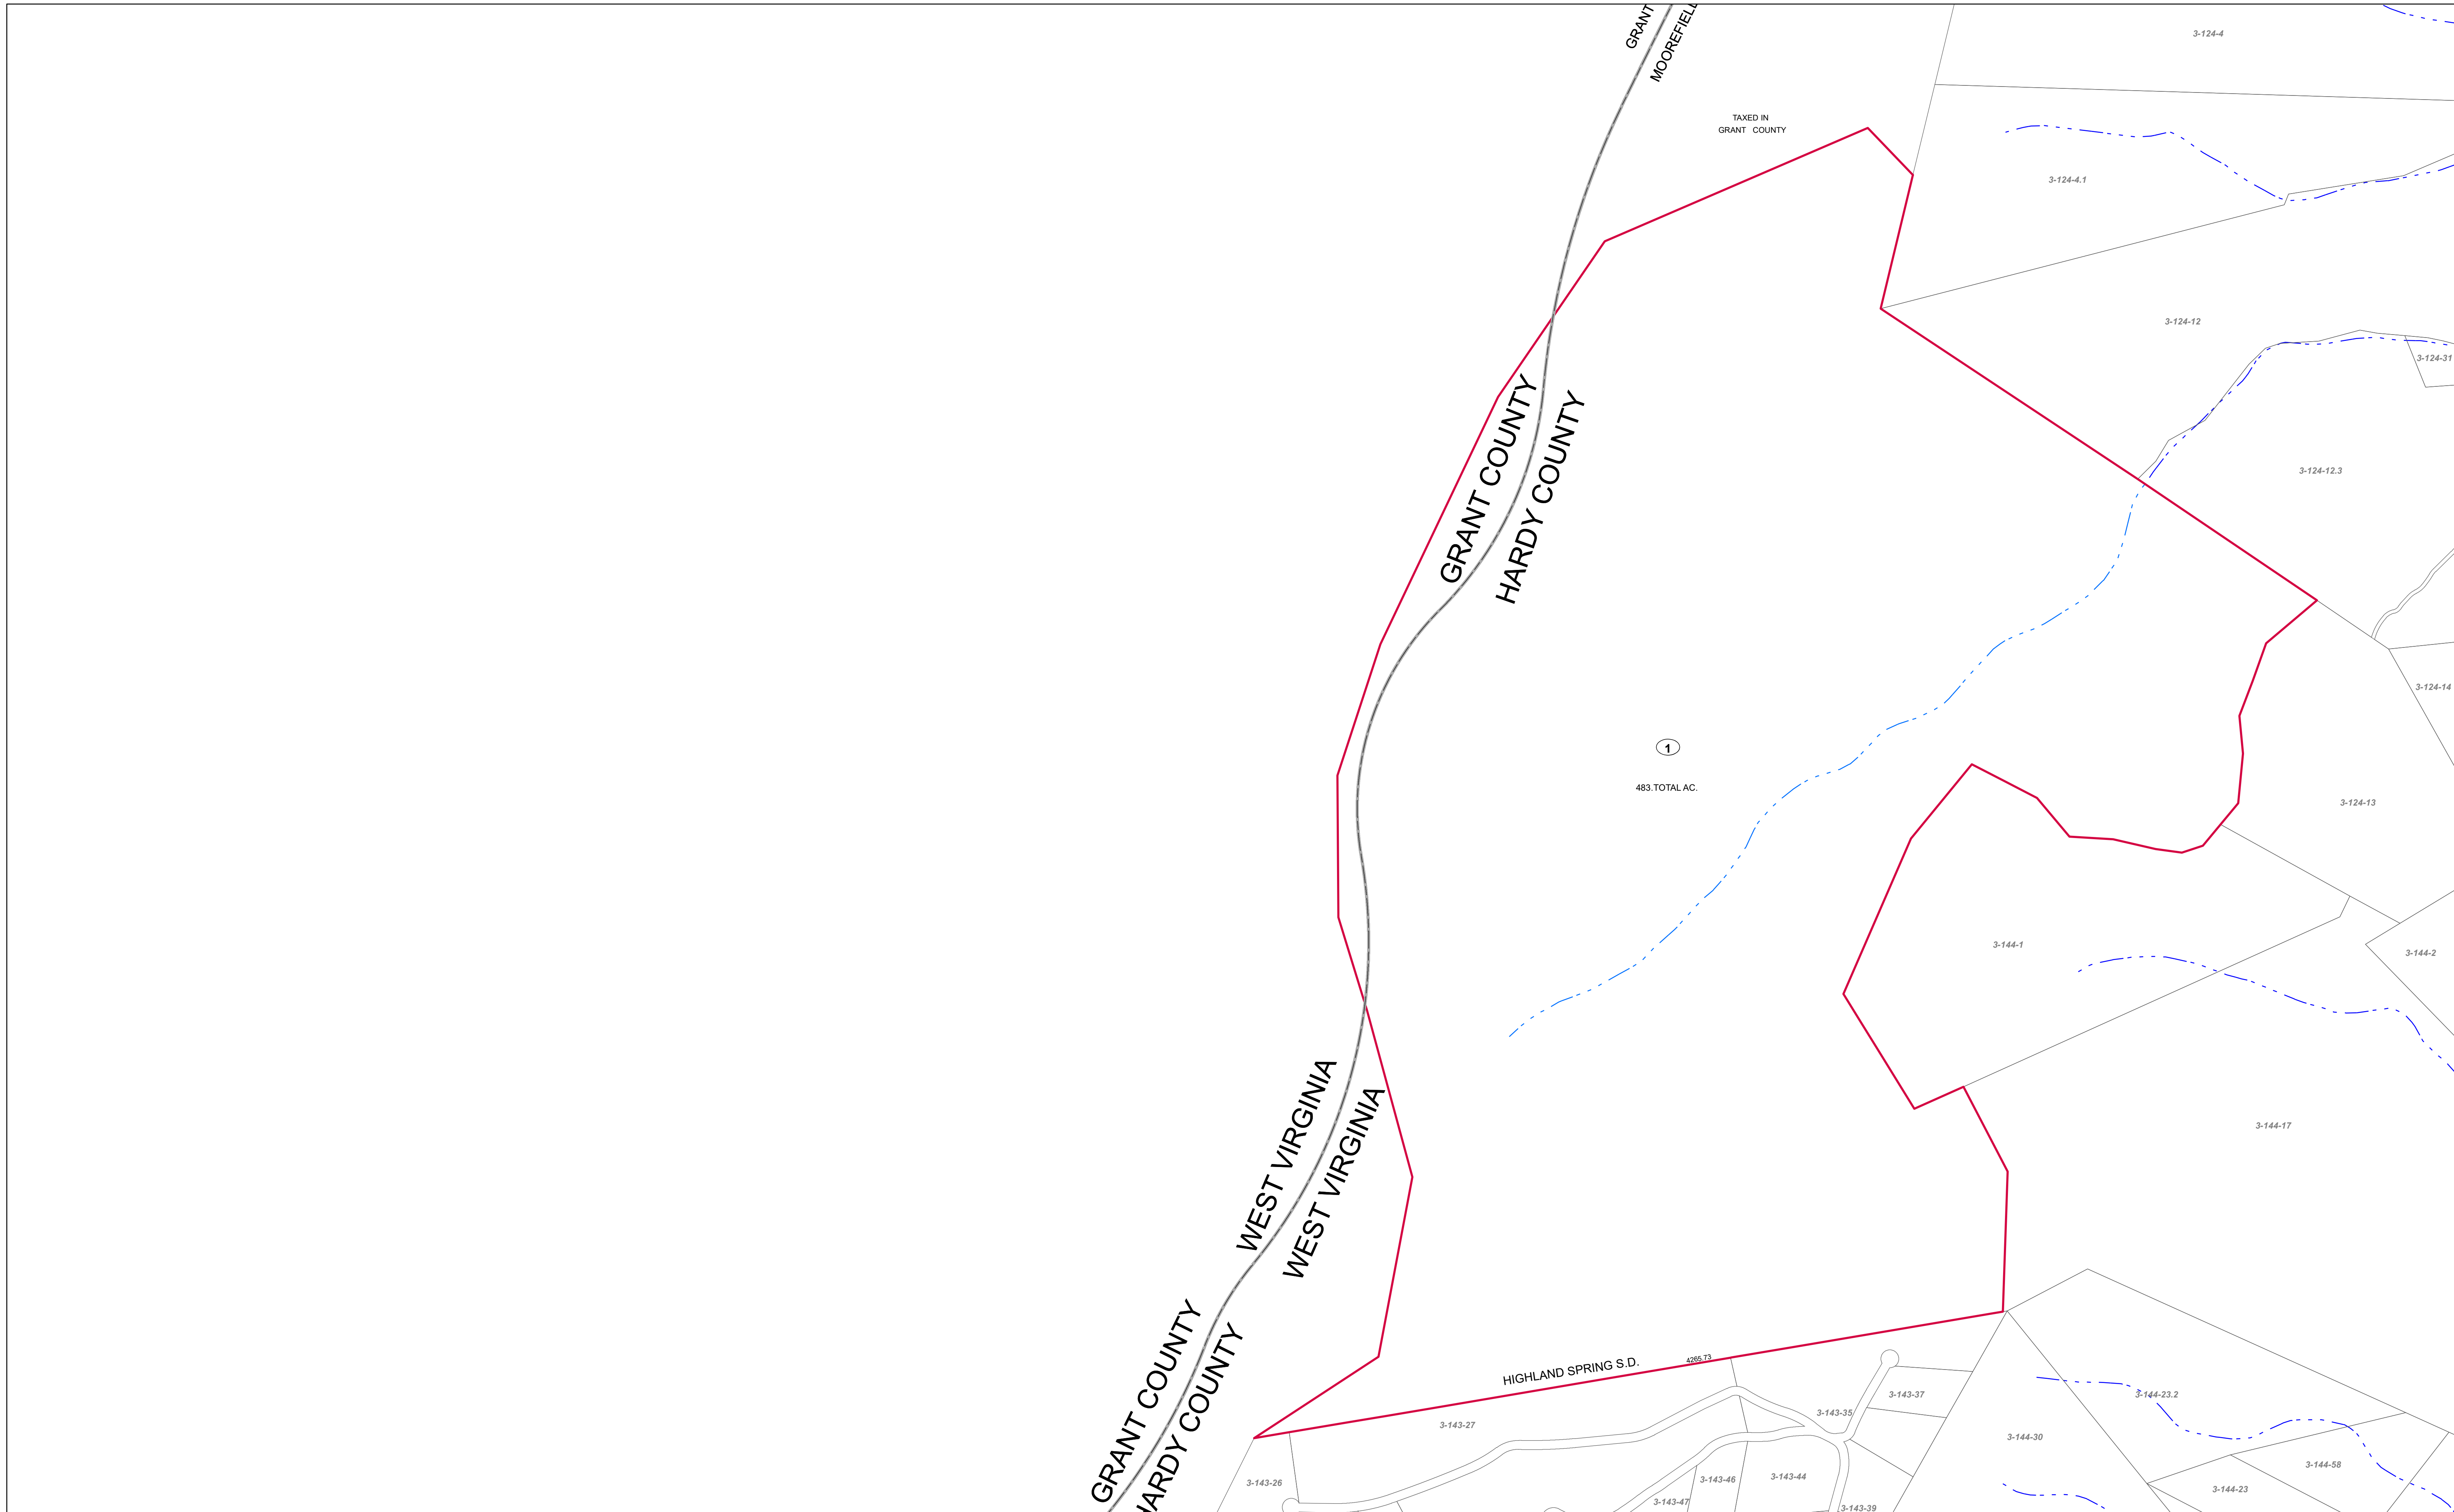 GRANT
MOOREFIELD
3-124-4
TAXED IN
GRANT COUNTY
3-124-4.1
3-124-12
3-124-31
GRANT COUNTY
HARDY COUNTY
3-124-12.3
3-124-14
1
483.TOTAL AC.
3-124-13
3-144-1
3-144-2
WEST VIRGINIA
WEST VIRGINIA
3-144-17
GRANT COUNTY
HARDY COUNTY
HIGHLAND SPRING S.D.
4265.73
3-143-37
3-144-23.2
3-143-35
3-143-27
3-144-30
3-144-58
3-143-26
3-143-46
3-143-44
3-144-23
3-143-47
3-143-39